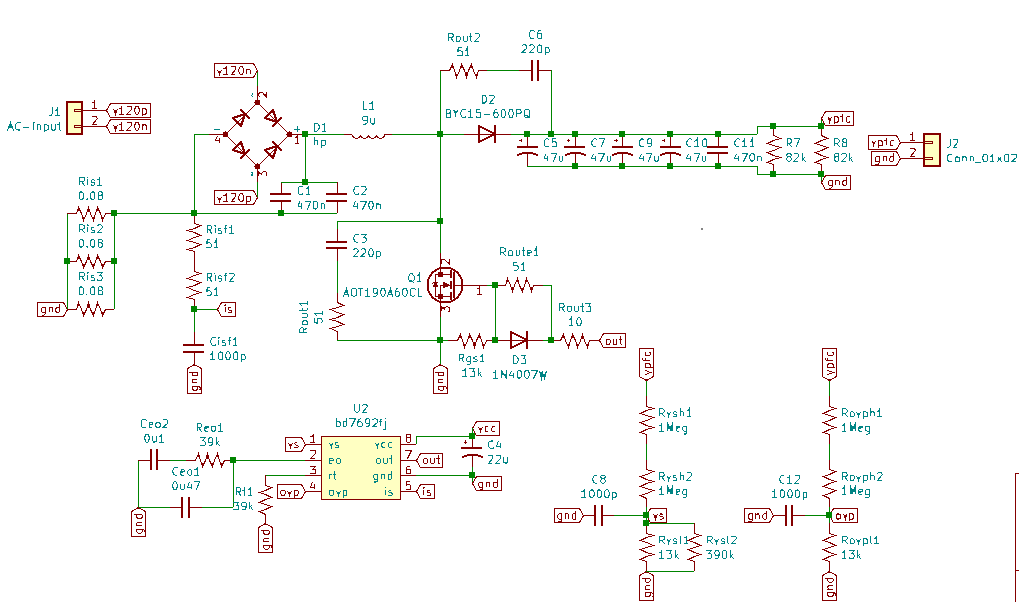 Rout2
51
C6
220p
v120n
J1
AC-Input
1
2
v120p
v120n
2
-
4
+
1
3
D1
hp
L1
9u
D2
BYC15-600PQ
C5
47u
C7
47u
C9
47u
C10
47u
C11
470n
R7
82k
R8
82k
vpfc
gnd
vpfc
gnd
1
2
J2
Conn_01x02
v120p
C1
470n
C2
470n
Ris1
0.08
Ris2
0.08
Ris3
0.08
gnd
Risf1
51
Risf2
51
is
Cisf1
1000p
gnd
C3
220p
Rout1
51
Q1
AOT190A60CL
2
1
3
Route1
51
Rout3
10
out
Rgs1
13k
D3
1N4007W
gnd
U2
bd7692fj
vs
1
2
3
4
vs
eo
rt
ovp
vcc
out
gnd
is
8
7
6
5
vcc
out
gnd
is
C4
22u
Ceo2
0u1
Reo1
39k
Ceo1
0u47
Rt1
39k
ovp
gnd
gnd
vpfc
Rvsh1
1Meg
Rvsh2
1Meg
C8
1000p
gnd
vs
Rvsl1
13k
Rvsl2
390k
gnd
vpfc
Rovph1
1Meg
Rovph2
1Meg
C12
1000p
gnd
ovp
Rovpl1
13k
gnd